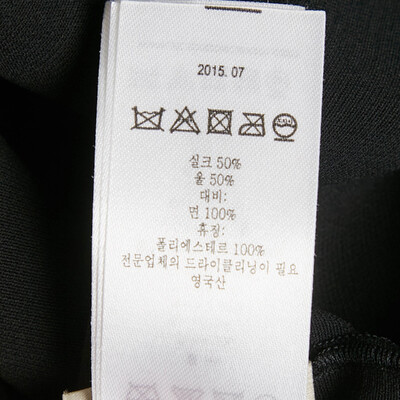 2015. 07
실크 50%
울 50%
대비:
면 100%
휴징:
폴리에스테르 100%
전문업체의 드라이클리닝이 필요
영국산